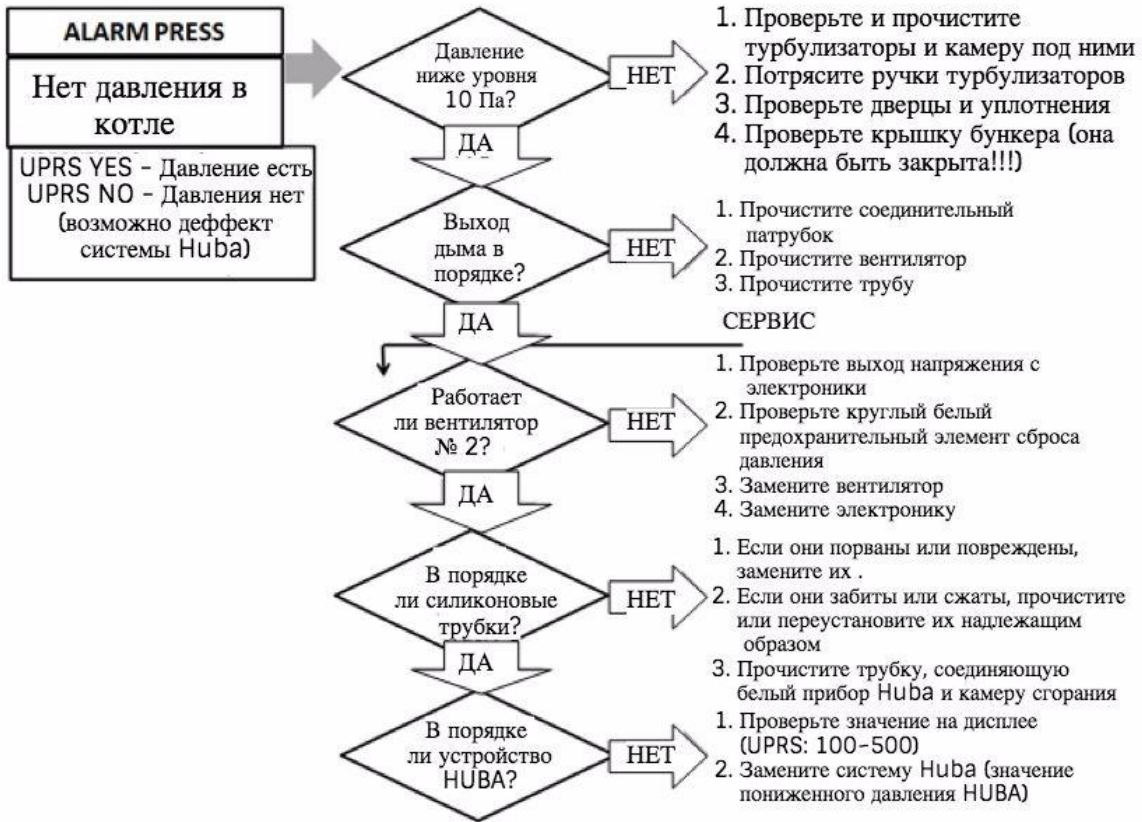 ALARM PRESS
Нет давления в
котле
UPRS YES – Давление есть
UPRS NO – Давления нет
(возможно деффект
системы Huba)
Давление
ниже уровня
10 Па?
НЕТ
1. Проверьте и прочистите
турбулизаторы и камеру под ними
2. Потрясите ручки турбулизаторов
3. Проверьте дверцы и уплотнения
4. Проверьте крышку бункера (она
должна быть закрыта!!!)
ДА
Выход
дыма в
порядке?
НЕТ
1. Прочистите соединительный
патрубок
2. Прочистите вентилятор
3. Прочистите трубу
ДА
СЕРВИС
Работает
ли вентилятор
№ 2?
НЕТ
1. Проверьте выход напряжения с
электроники
2. Проверьте круглый белый
предохранительный элемент сброса
давления
3. Замените вентилятор
4. Замените электронику
ДА
В порядке
ли силиконовые
трубки?
НЕТ
1. Если они порваны или повреждены,
замените их .
2. Если они забиты или сжаты, прочистите
или переустановите их надлежащим
образом
3. Прочистите трубку, соединяющую
белый прибор Huba и камеру сгорания
ДА
В порядке
ли устройство
HUBA?
НЕТ
1. Проверьте значение на дисплее
(UPRS: 100-500)
2. Замените систему Huba (значение
пониженного давления HUBA)